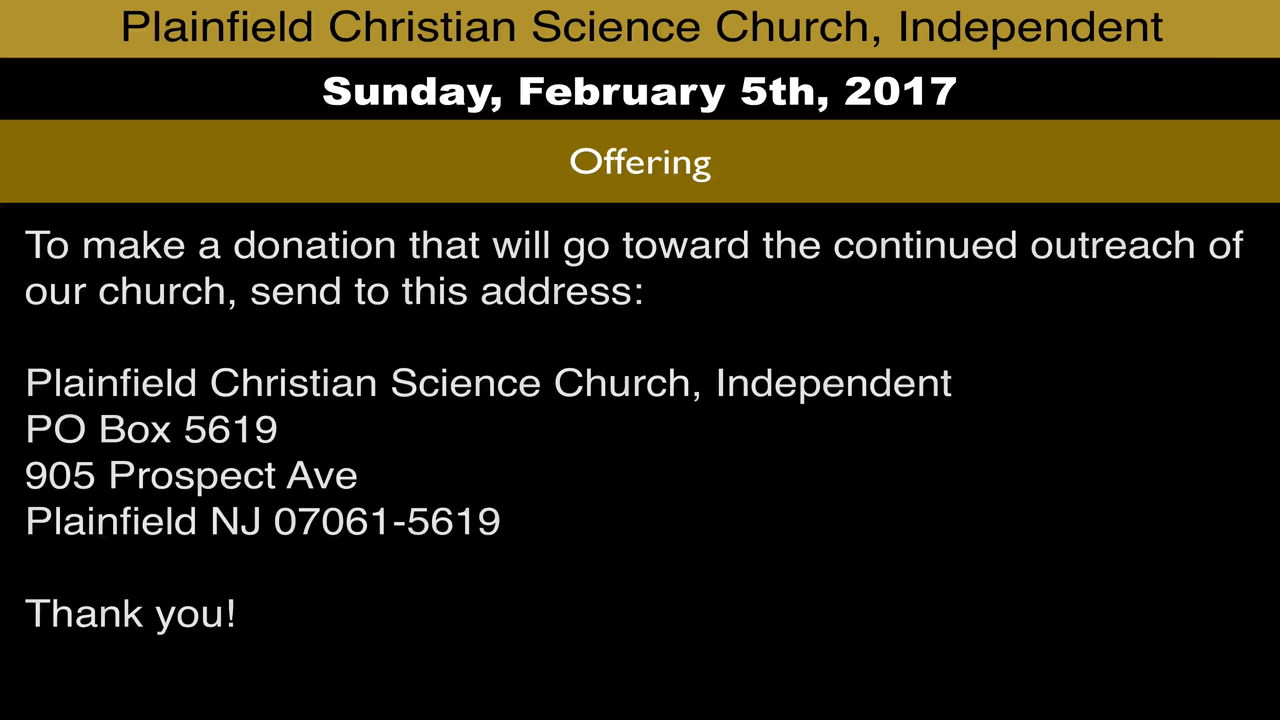 Plainfield Christian Science Church, Independent
Sunday, February 5th, 2017
Offering
To make a donation that will go toward the continued outreach of
our church, send to this address:
Plainfield Christian Science Church, Independent
PO Box 5619
905 Prospect Ave
Plainfield NJ 07061-5619
Thank you!